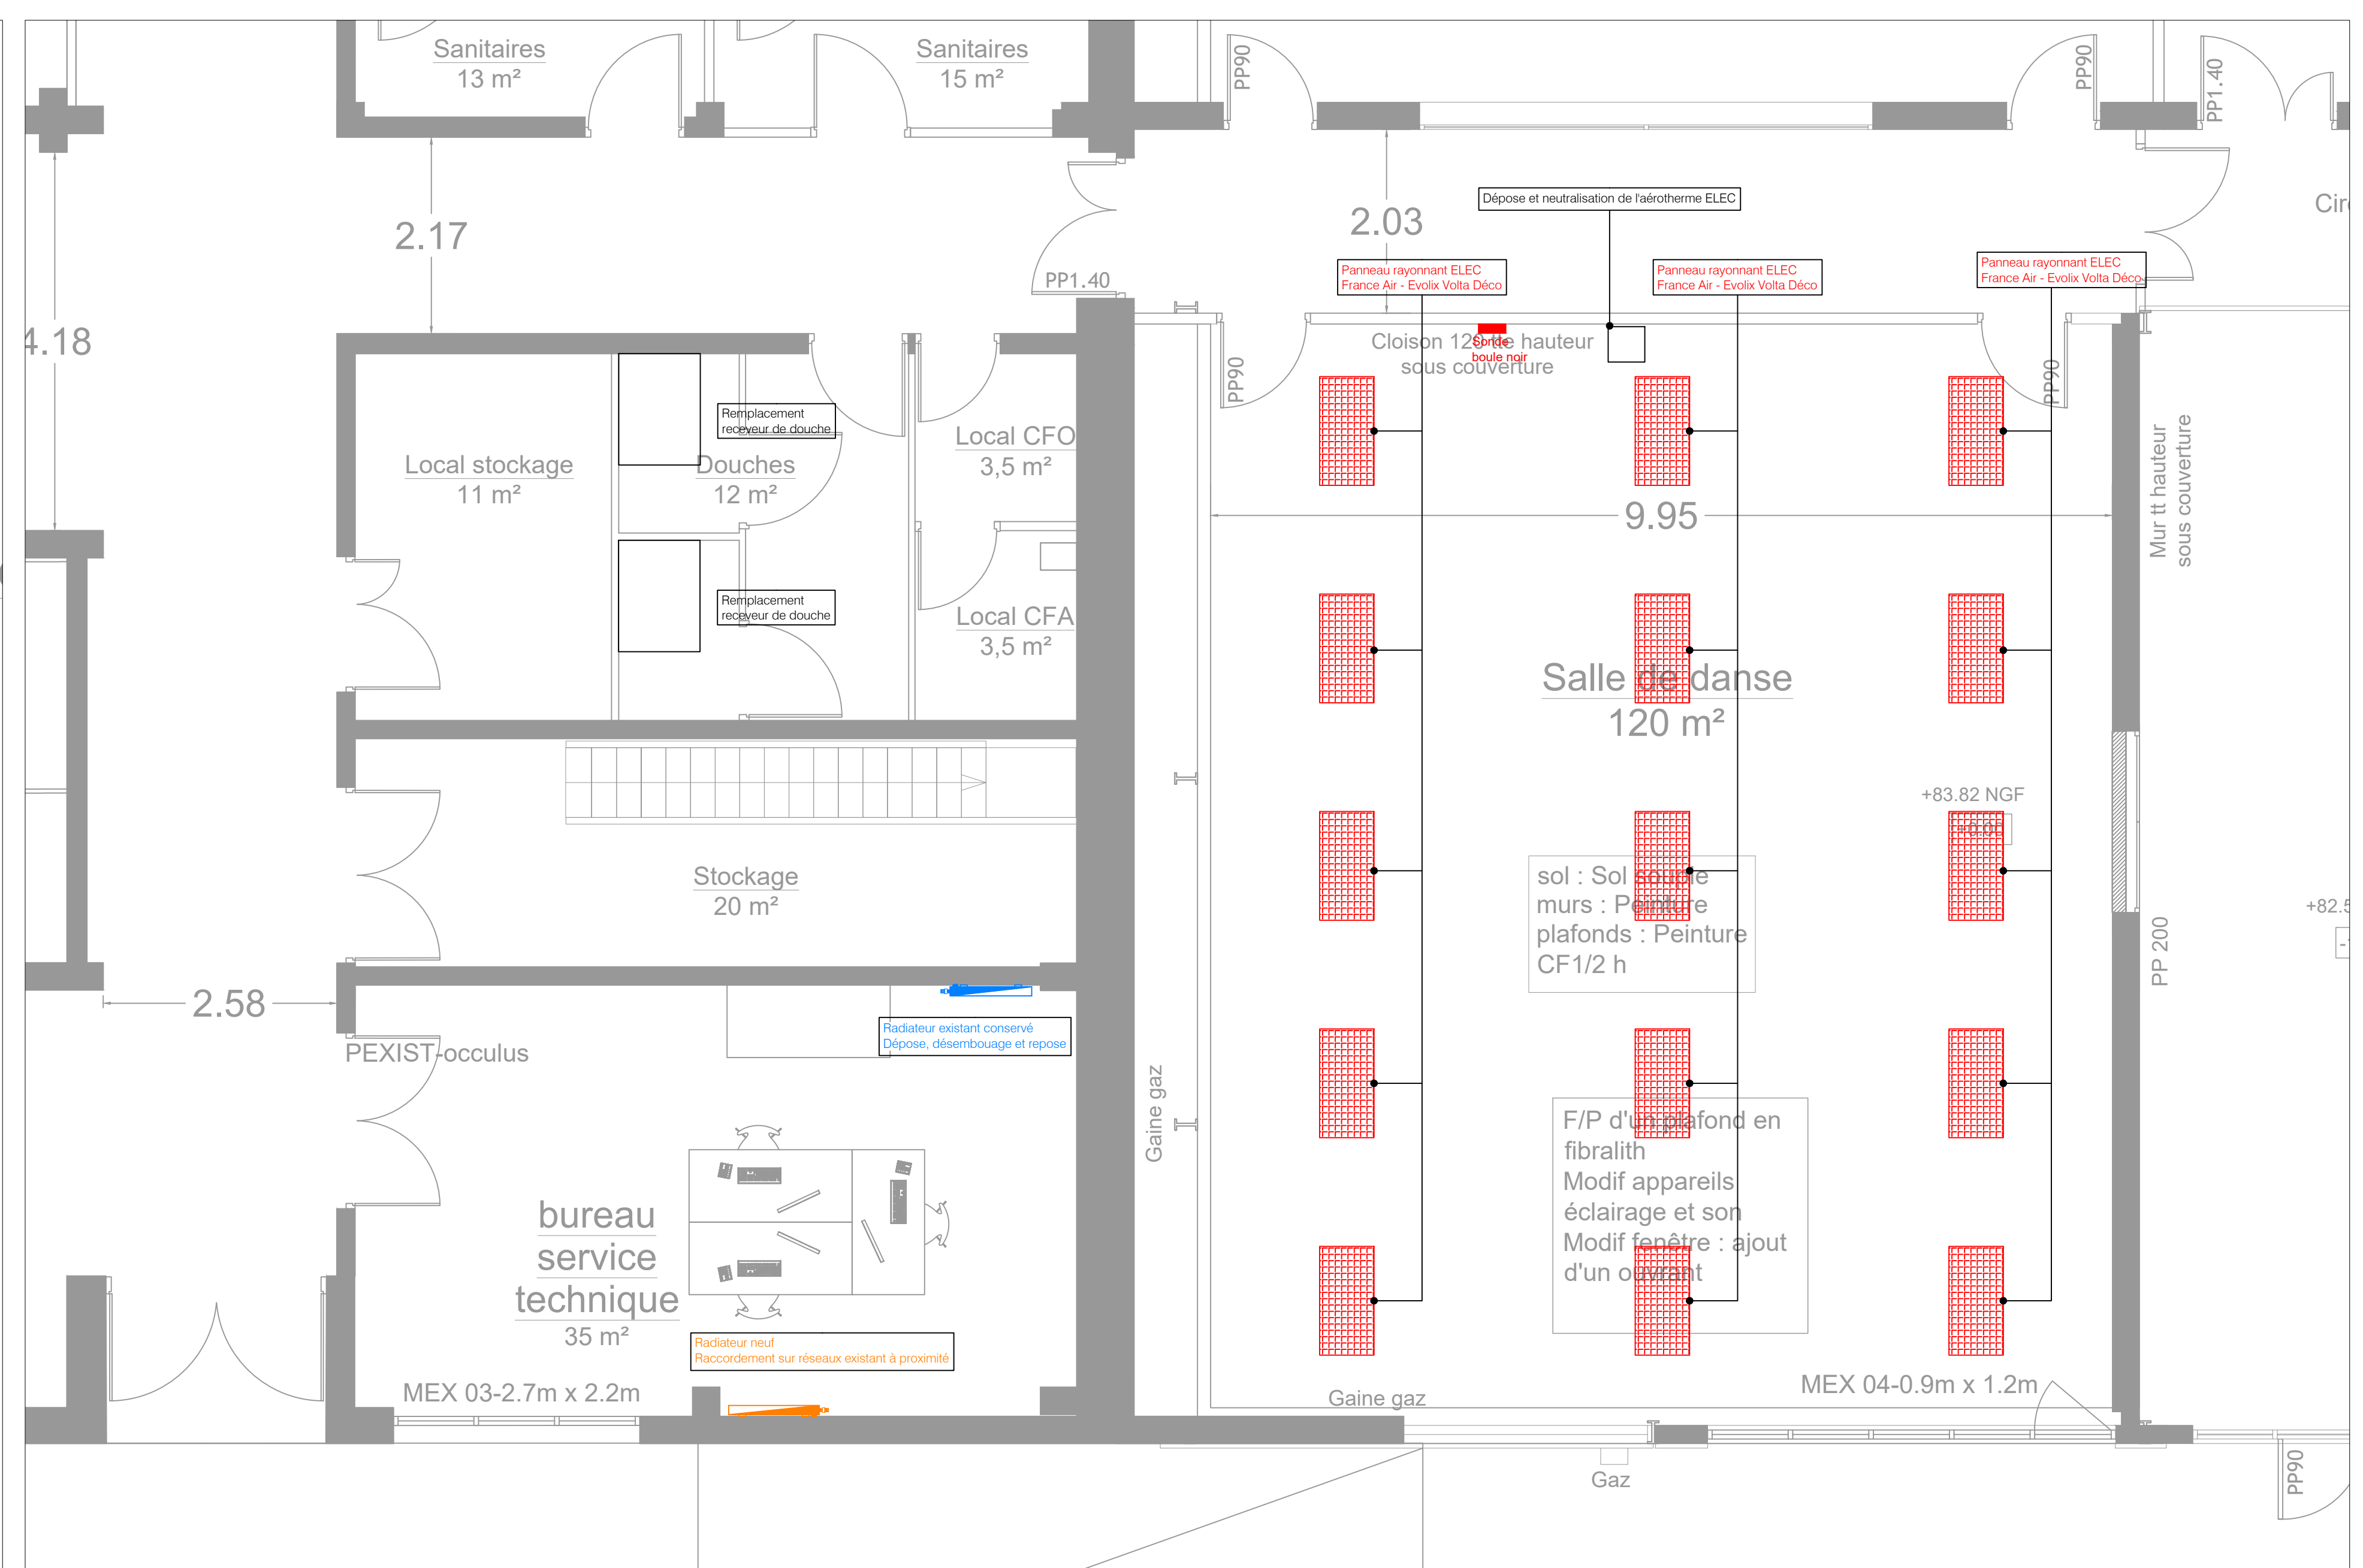 Sanitaires
13 m²
Sanitaires
15 m²
PP90
PP90
PP1.40
2.17
2.03
4.18
PP1.40
Dépose et neutralisation de l'aérotherme ELEC
Panneau rayonnant ELEC
France Air - Evolix Volta Déco
Panneau rayonnant ELEC
France Air - Evolix Volta Déco
Panneau rayonnant ELEC
France Air - Evolix Volta Déco
Cloison 120 tte hauteur
sous couverture
Sonde
boule noir
PP90
PP90
Remplacement
receveur de douche
Local stockage
11 m²
Douches
12 m²
Local CFO
3,5 m²
Mur tt hauteur
sous couverture
9.95
Remplacement
receveur de douche
Local CFA
3,5 m²
Salle de danse
120 m²
+83.82 NGF
+0.00
Stockage
20 m²
sol : Sol souple
murs : Peinture
plafonds : Peinture
CF1/2 h
PP 200
+82.5
2.58
PEXIST-occulus
Radiateur existant conservé
Dépose, désembouage et repose
Gaine gaz
F/P d'un plafond en
fibralith
Modif appareils
éclairage et son
Modif fenêtre : ajout
d'un ouvrant
bureau
service
technique
35 m²
Radiateur neuf
Raccordement sur réseaux existant à proximité
MEX 03-2.7m x 2.2m
Gaine gaz
MEX 04-0.9m x 1.2m
Gaz
PP90